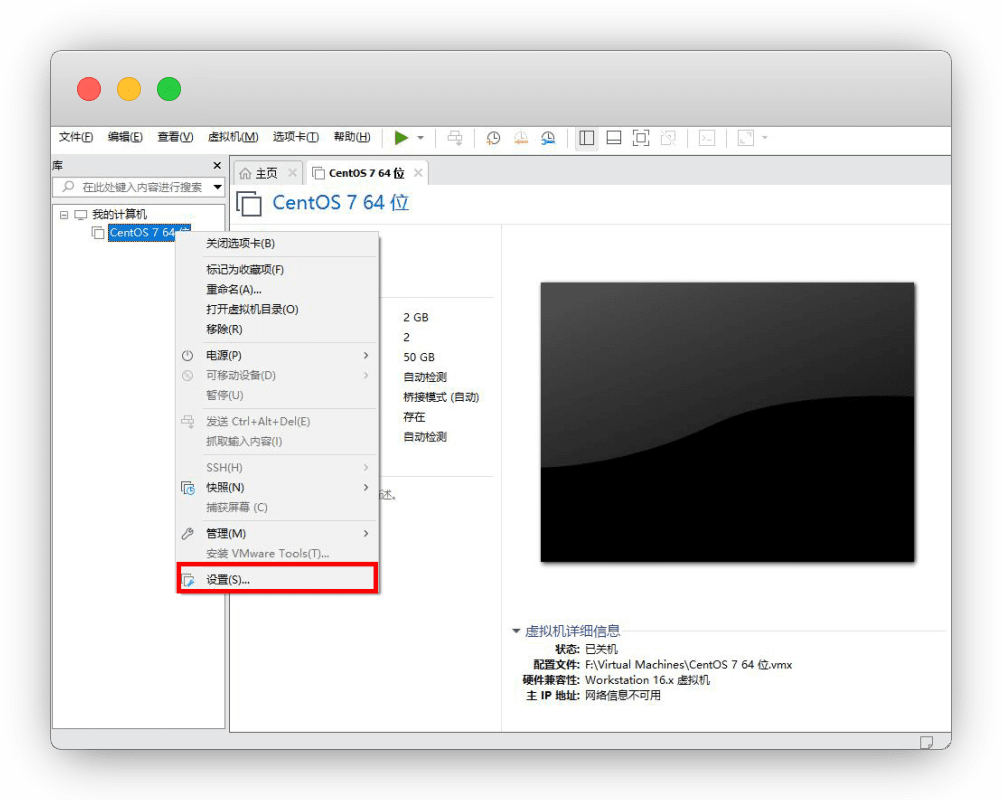 文件(F) 编辑(E) 查看(V) 虚拟机(M) 选项卡(T) 帮助(H)
库
在此处键入内容进行搜索
我的计算机
CentOS 7 64 位
主页
CentOS 7 64 位
CentOS 7 64 位
关闭选项卡(B)
标记为收藏项(F)
重命名(A)...
打开虚拟机目录(O)
移除(R)
电源(P)
可移动设备(D)
暂停(U)
发送 Ctrl+Alt+Del(E)
抓取输入内容(I)
SSH(H)
快照(N)
捕获屏幕 (C)
管理(M)
安装 VMware Tools(T)...
设置(S)...
2 GB
2
50 GB
自动检测
桥接模式 (自动)
存在
自动检测
述。
虚拟机详细信息
状态: 已关机
配置文件: F:\Virtual Machines\CentOS 7 64 位.vmx
硬件兼容性: Workstation 16.x 虚拟机
主 IP 地址: 网络信息不可用